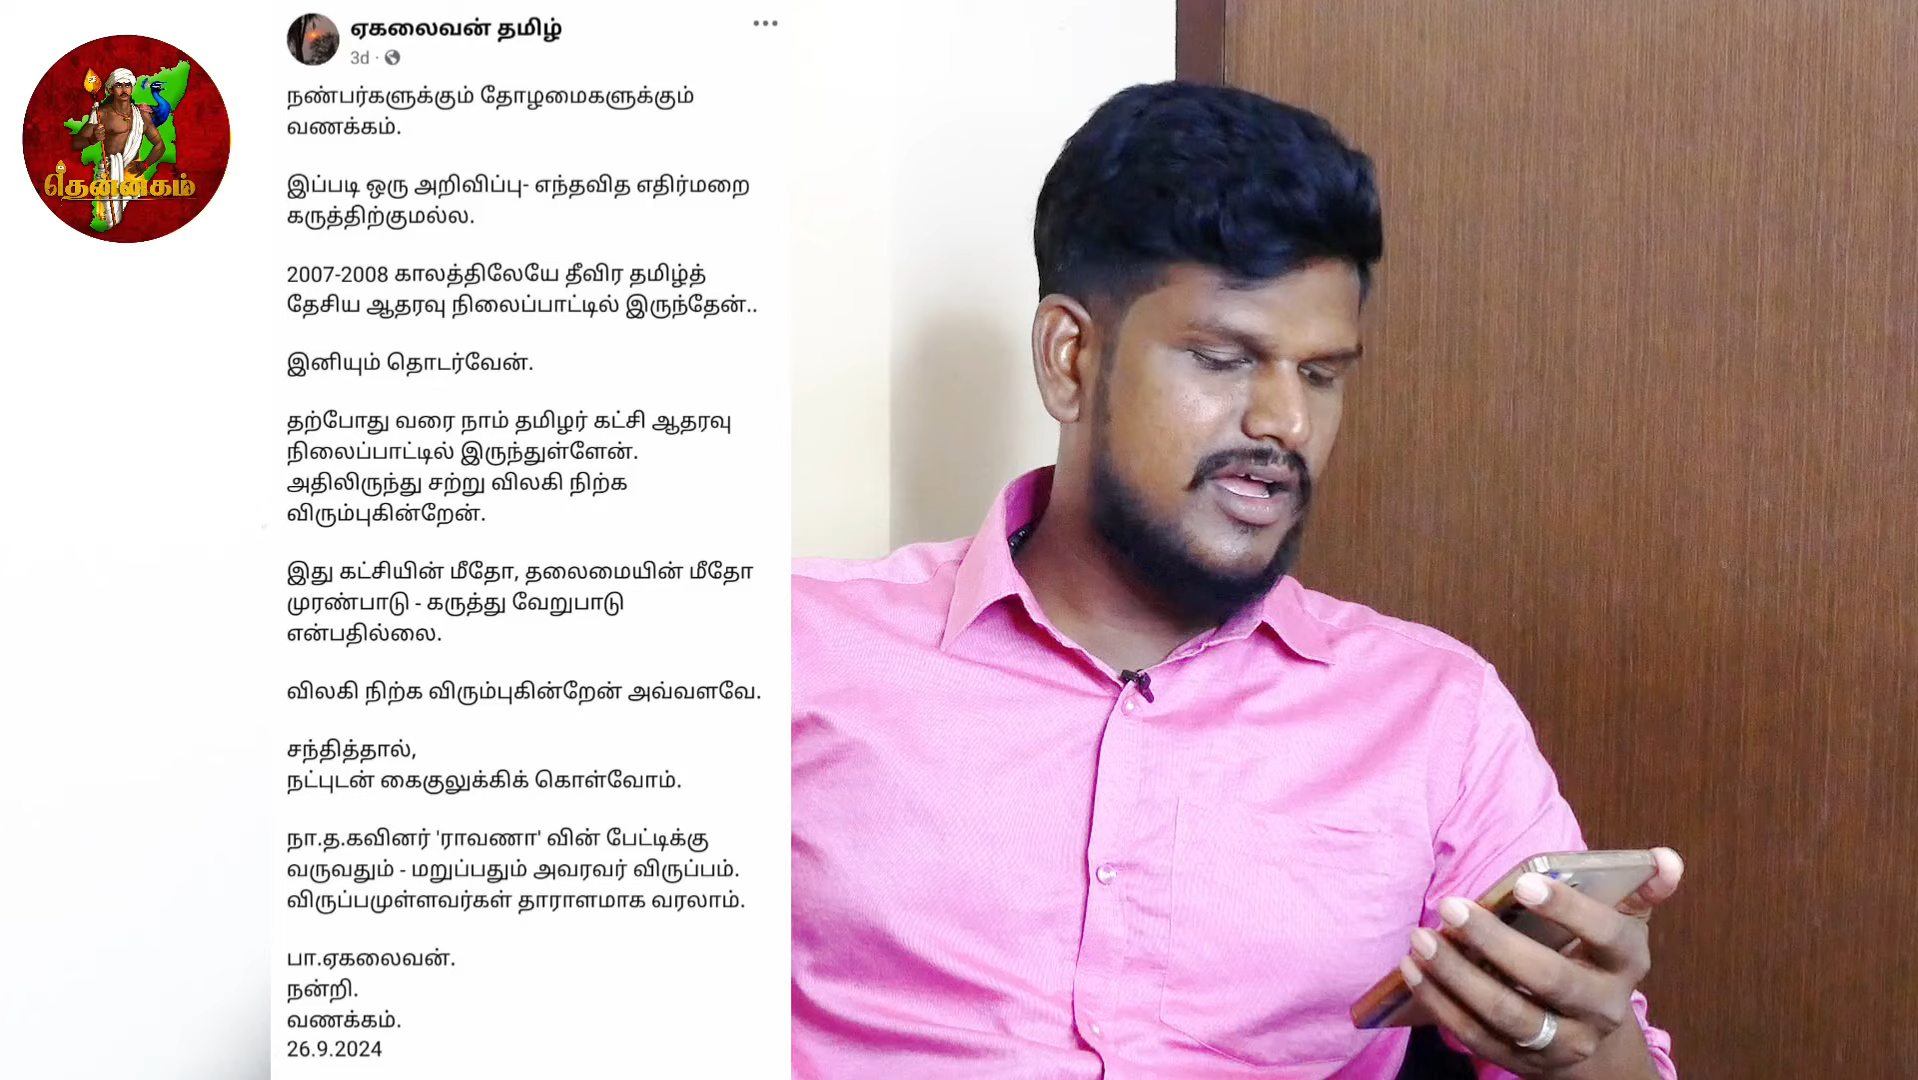 தென்னகம்
ஏகலைவன் தமிழ்
3d ·
நண்பர்களுக்கும் தோழமைகளுக்கும்
வணக்கம்.
இப்படி ஒரு அறிவிப்பு- எந்தவித எதிர்மறை
கருத்திற்குமல்ல.
2007-2008 காலத்திலேயே தீவிர தமிழ்த்
தேசிய ஆதரவு நிலைப்பாட்டில் இருந்தேன்..
இனியும் தொடர்வேன்.
தற்போது வரை நாம் தமிழர் கட்சி ஆதரவு
நிலைப்பாட்டில் இருந்துள்ளேன்.
அதிலிருந்து சற்று விலகி நிற்க
விரும்புகின்றேன்.
இது கட்சியின் மீதோ, தலைமையின் மீதோ
முரண்பாடு - கருத்து வேறுபாடு
என்பதில்லை.
விலகி நிற்க விரும்புகின்றேன் அவ்வளவே.
சந்தித்தால்,
நட்புடன் கைகுலுக்கிக் கொள்வோம்.
நா.த.கவினர் 'ராவணா' வின் பேட்டிக்கு
வருவதும் - மறுப்பதும் அவரவர் விருப்பம்.
விருப்பமுள்ளவர்கள் தாராளமாக வரலாம்.
பா.ஏகலைவன்.
நன்றி.
வணக்கம்.
26.9.2024